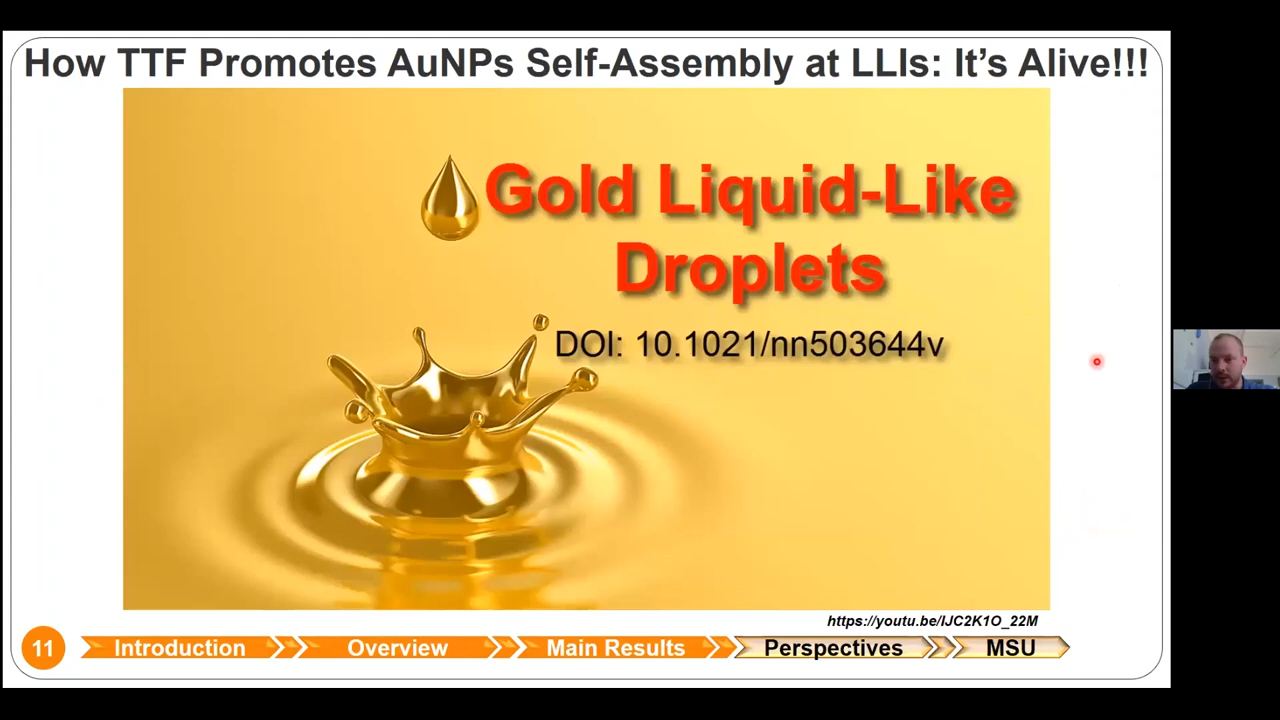 How TTF Promotes AuNPs Self-Assembly at LLIs: It’s Alive!!!
Gold Liquid-Like
Droplets
DOI: 10.1021/nn503644v
https://youtu.be/IJC2K1O_22M
11 Introduction Overview Main Results Perspectives MSU